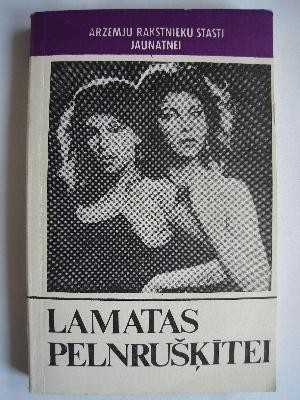 ARZEMJU RAKSTNIEKU STĀSTI
JAUNATNEI
LAMATAS
PELNRUŠĶĪTEI